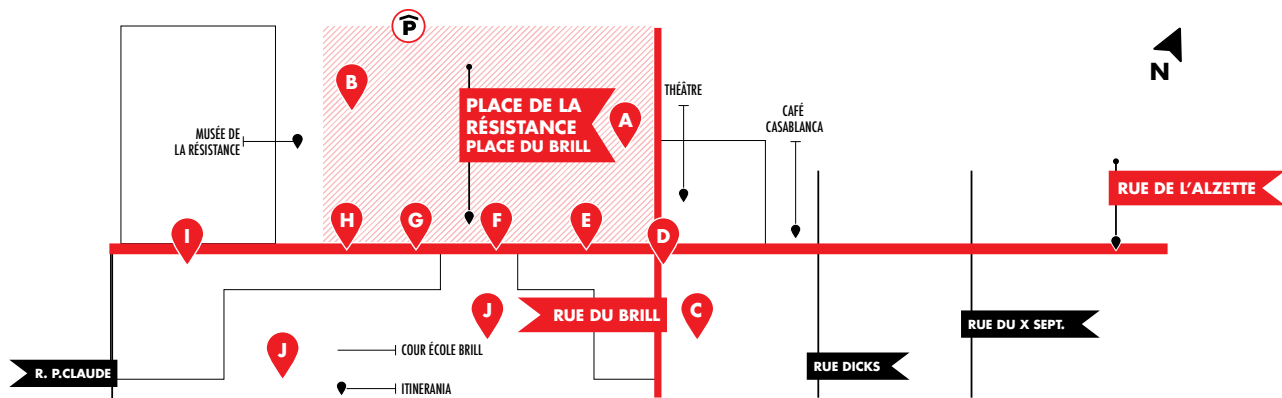 P
N
B
PLACE DE LA
RÉSISTANCE
PLACE DU BRILL
A
THÉÂTRE
CAFÉ
CASABLANCA
MUSÉE DE
LA RÉSISTANCE
RUE DE L'ALZETTE
I
H
G
F
E
D
J
RUE DU BRILL
C
RUE DU X SEPT.
J
COUR ÉCOLE BRILL
R. P.CLAUDE
RUE DICKS
ITINERANIA